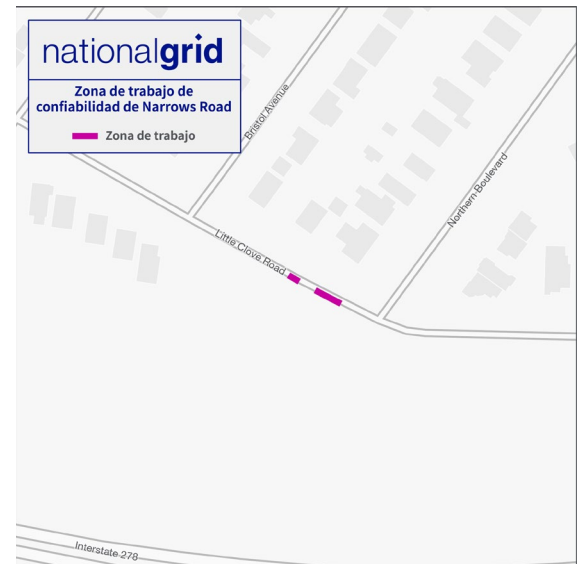 nationalgrid
Zona de trabajo de
confiabilidad de Narrows Road
Zona de trabajo
Bristol Avenue
Northern Boulevard
Little Clove Road
Interstate 278